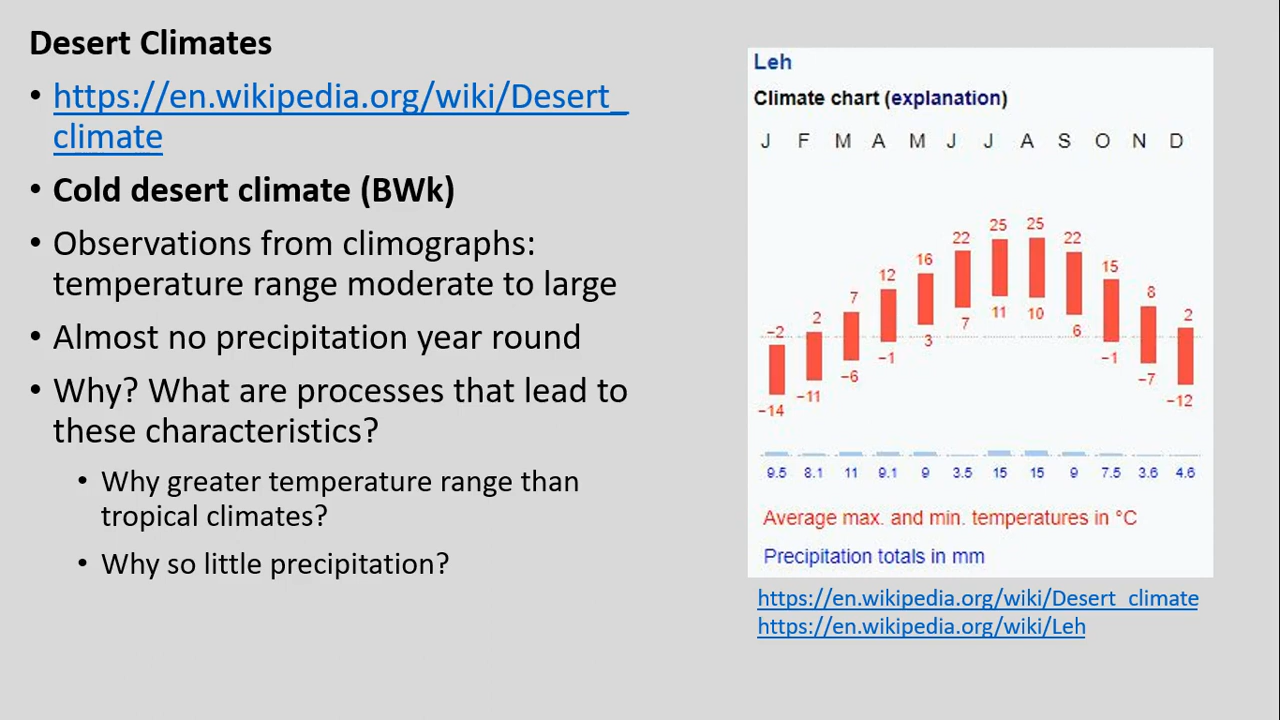 Desert Climates
• https://en.wikipedia.org/wiki/Desert_
climate
• Cold desert climate (BWk)
• Observations from climographs:
temperature range moderate to large
• Almost no precipitation year round
• Why? What are processes that lead to
these characteristics?
• Why greater temperature range than
tropical climates?
• Why so little precipitation?
Leh
Climate chart (explanation)
J F M A M J J A S O N D
−2 2 7 12 16 22 25 25 22 15 8 2
−14 −11 −6 −1 3 7 11 10 6 −1 −7 −12
9.5 8.1 11 9.1 9 3.5 15 15 9 7.5 3.6 4.6
Average max. and min. temperatures in °C
Precipitation totals in mm
https://en.wikipedia.org/wiki/Desert_climate
https://en.wikipedia.org/wiki/Leh